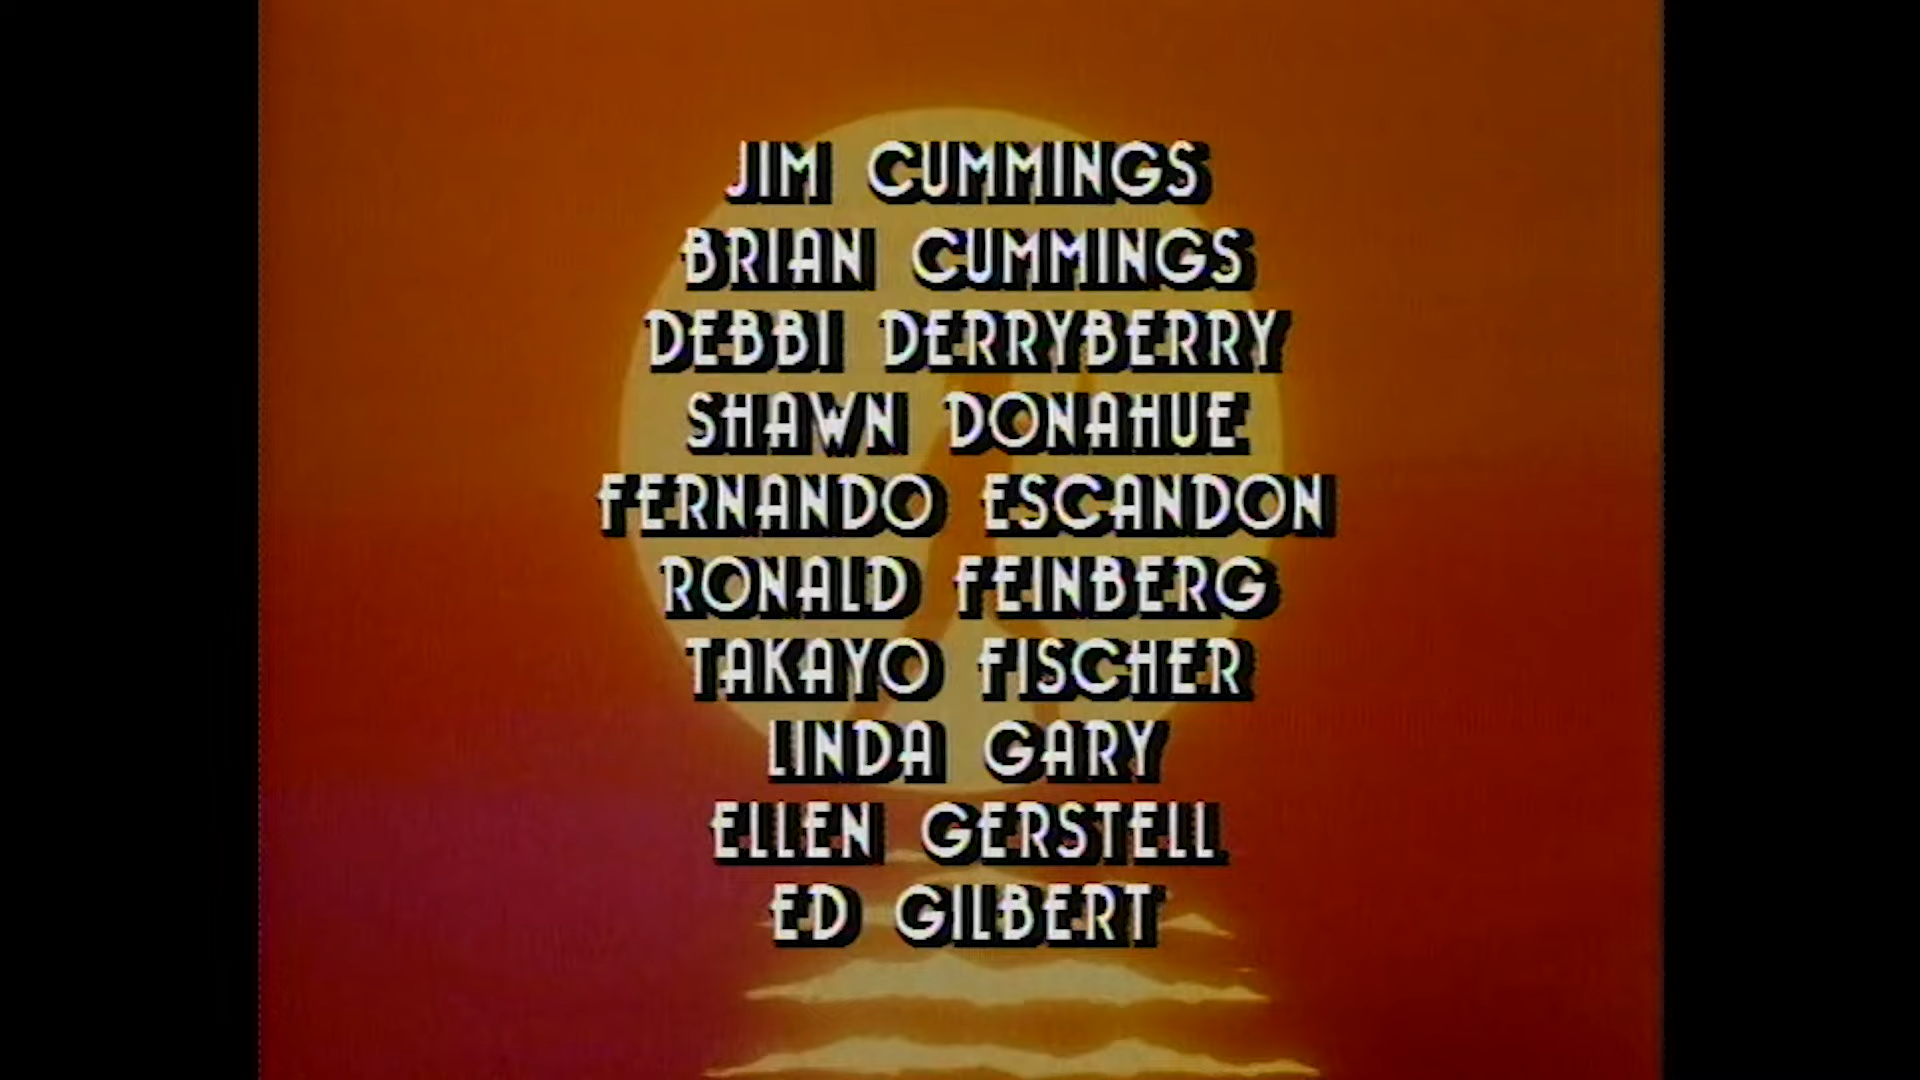 JIM CUMMINGS
BRIAN CUMMINGS
DEBBI DERRYBERRY
SHAWN DONAHUE
FERNANDO ESCANDON
RONALD FEINBERG
TAKAYO FISCHER
LINDA GARY
ELLEN GERSTELL
ED GILBERT